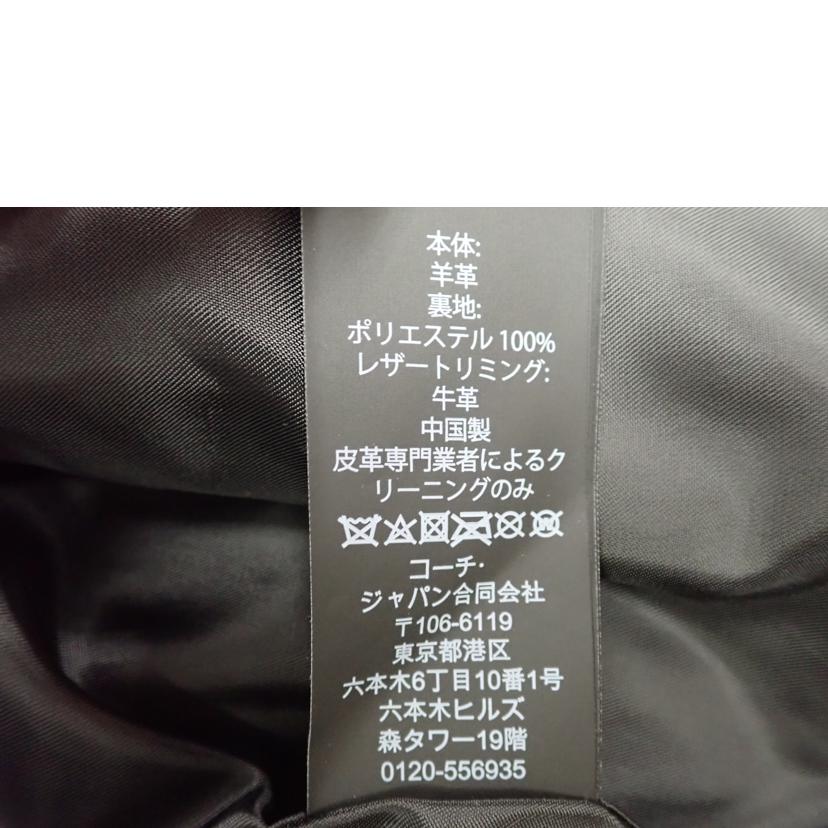 本体:
羊革
裏地:
ポリエステル 100%
レザートリミング:
牛革
中国製
皮革専門業者によるク
リーニングのみ
W
コーチ・
ジャパン合同会社
〒106-6119
東京都港区
六本木6丁目10番1号
六本木ヒルズ
森タワー19階
0120-556935